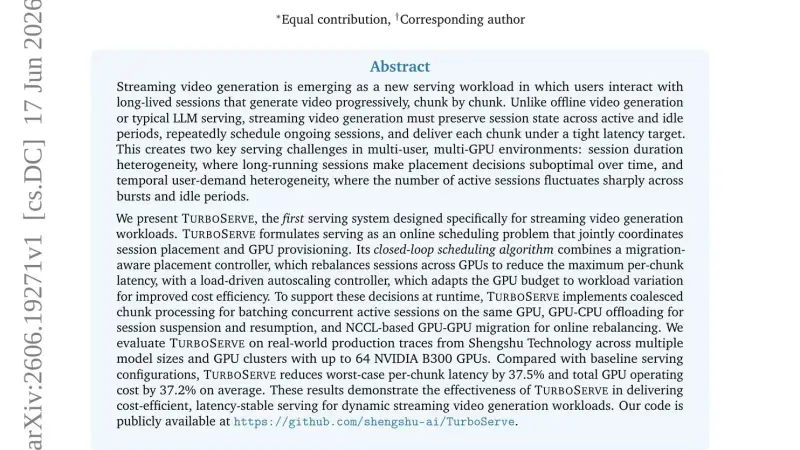 *Equal contribution, †Corresponding author
arXiv:2606.19271v1 [cs.DC] 17 Jun 2026
Abstract
Streaming video generation is emerging as a new serving workload in which users interact with
long-lived sessions that generate video progressively, chunk by chunk. Unlike offline video generation
or typical LLM serving, streaming video generation must preserve session state across active and idle
periods, repeatedly schedule ongoing sessions, and deliver each chunk under a tight latency target.
This creates two key serving challenges in multi-user, multi-GPU environments: session duration
heterogeneity, where long-running sessions make placement decisions suboptimal over time, and
temporal user-demand heterogeneity, where the number of active sessions fluctuates sharply across
bursts and idle periods.
We present TURBOSERVE, the first serving system designed specifically for streaming video generation
workloads. TURBOSERVE formulates serving as an online scheduling problem that jointly coordinates
session placement and GPU provisioning. Its closed-loop scheduling algorithm combines a migration-
aware placement controller, which rebalances sessions across GPUs to reduce the maximum per-chunk
latency, with a load-driven autoscaling controller, which adapts the GPU budget to workload variation
for improved cost efficiency. To support these decisions at runtime, TURBOSERVE implements coalesced
chunk processing for batching concurrent active sessions on the same GPU, GPU-CPU offloading for
session suspension and resumption, and NCCL-based GPU-GPU migration for online rebalancing. We
evaluate TURBOSERVE on real-world production traces from Shengshu Technology across multiple
model sizes and GPU clusters with up to 64 NVIDIA B300 GPUs. Compared with baseline serving
configurations, TURBOSERVE reduces worst-case per-chunk latency by 37.5% and total GPU operating
cost by 37.2% on average. These results demonstrate the effectiveness of TURBOSERVE in delivering
cost-efficient, latency-stable serving for dynamic streaming video generation workloads. Our code is
publicly available at https://github.com/shengshu-ai/TurboServe.